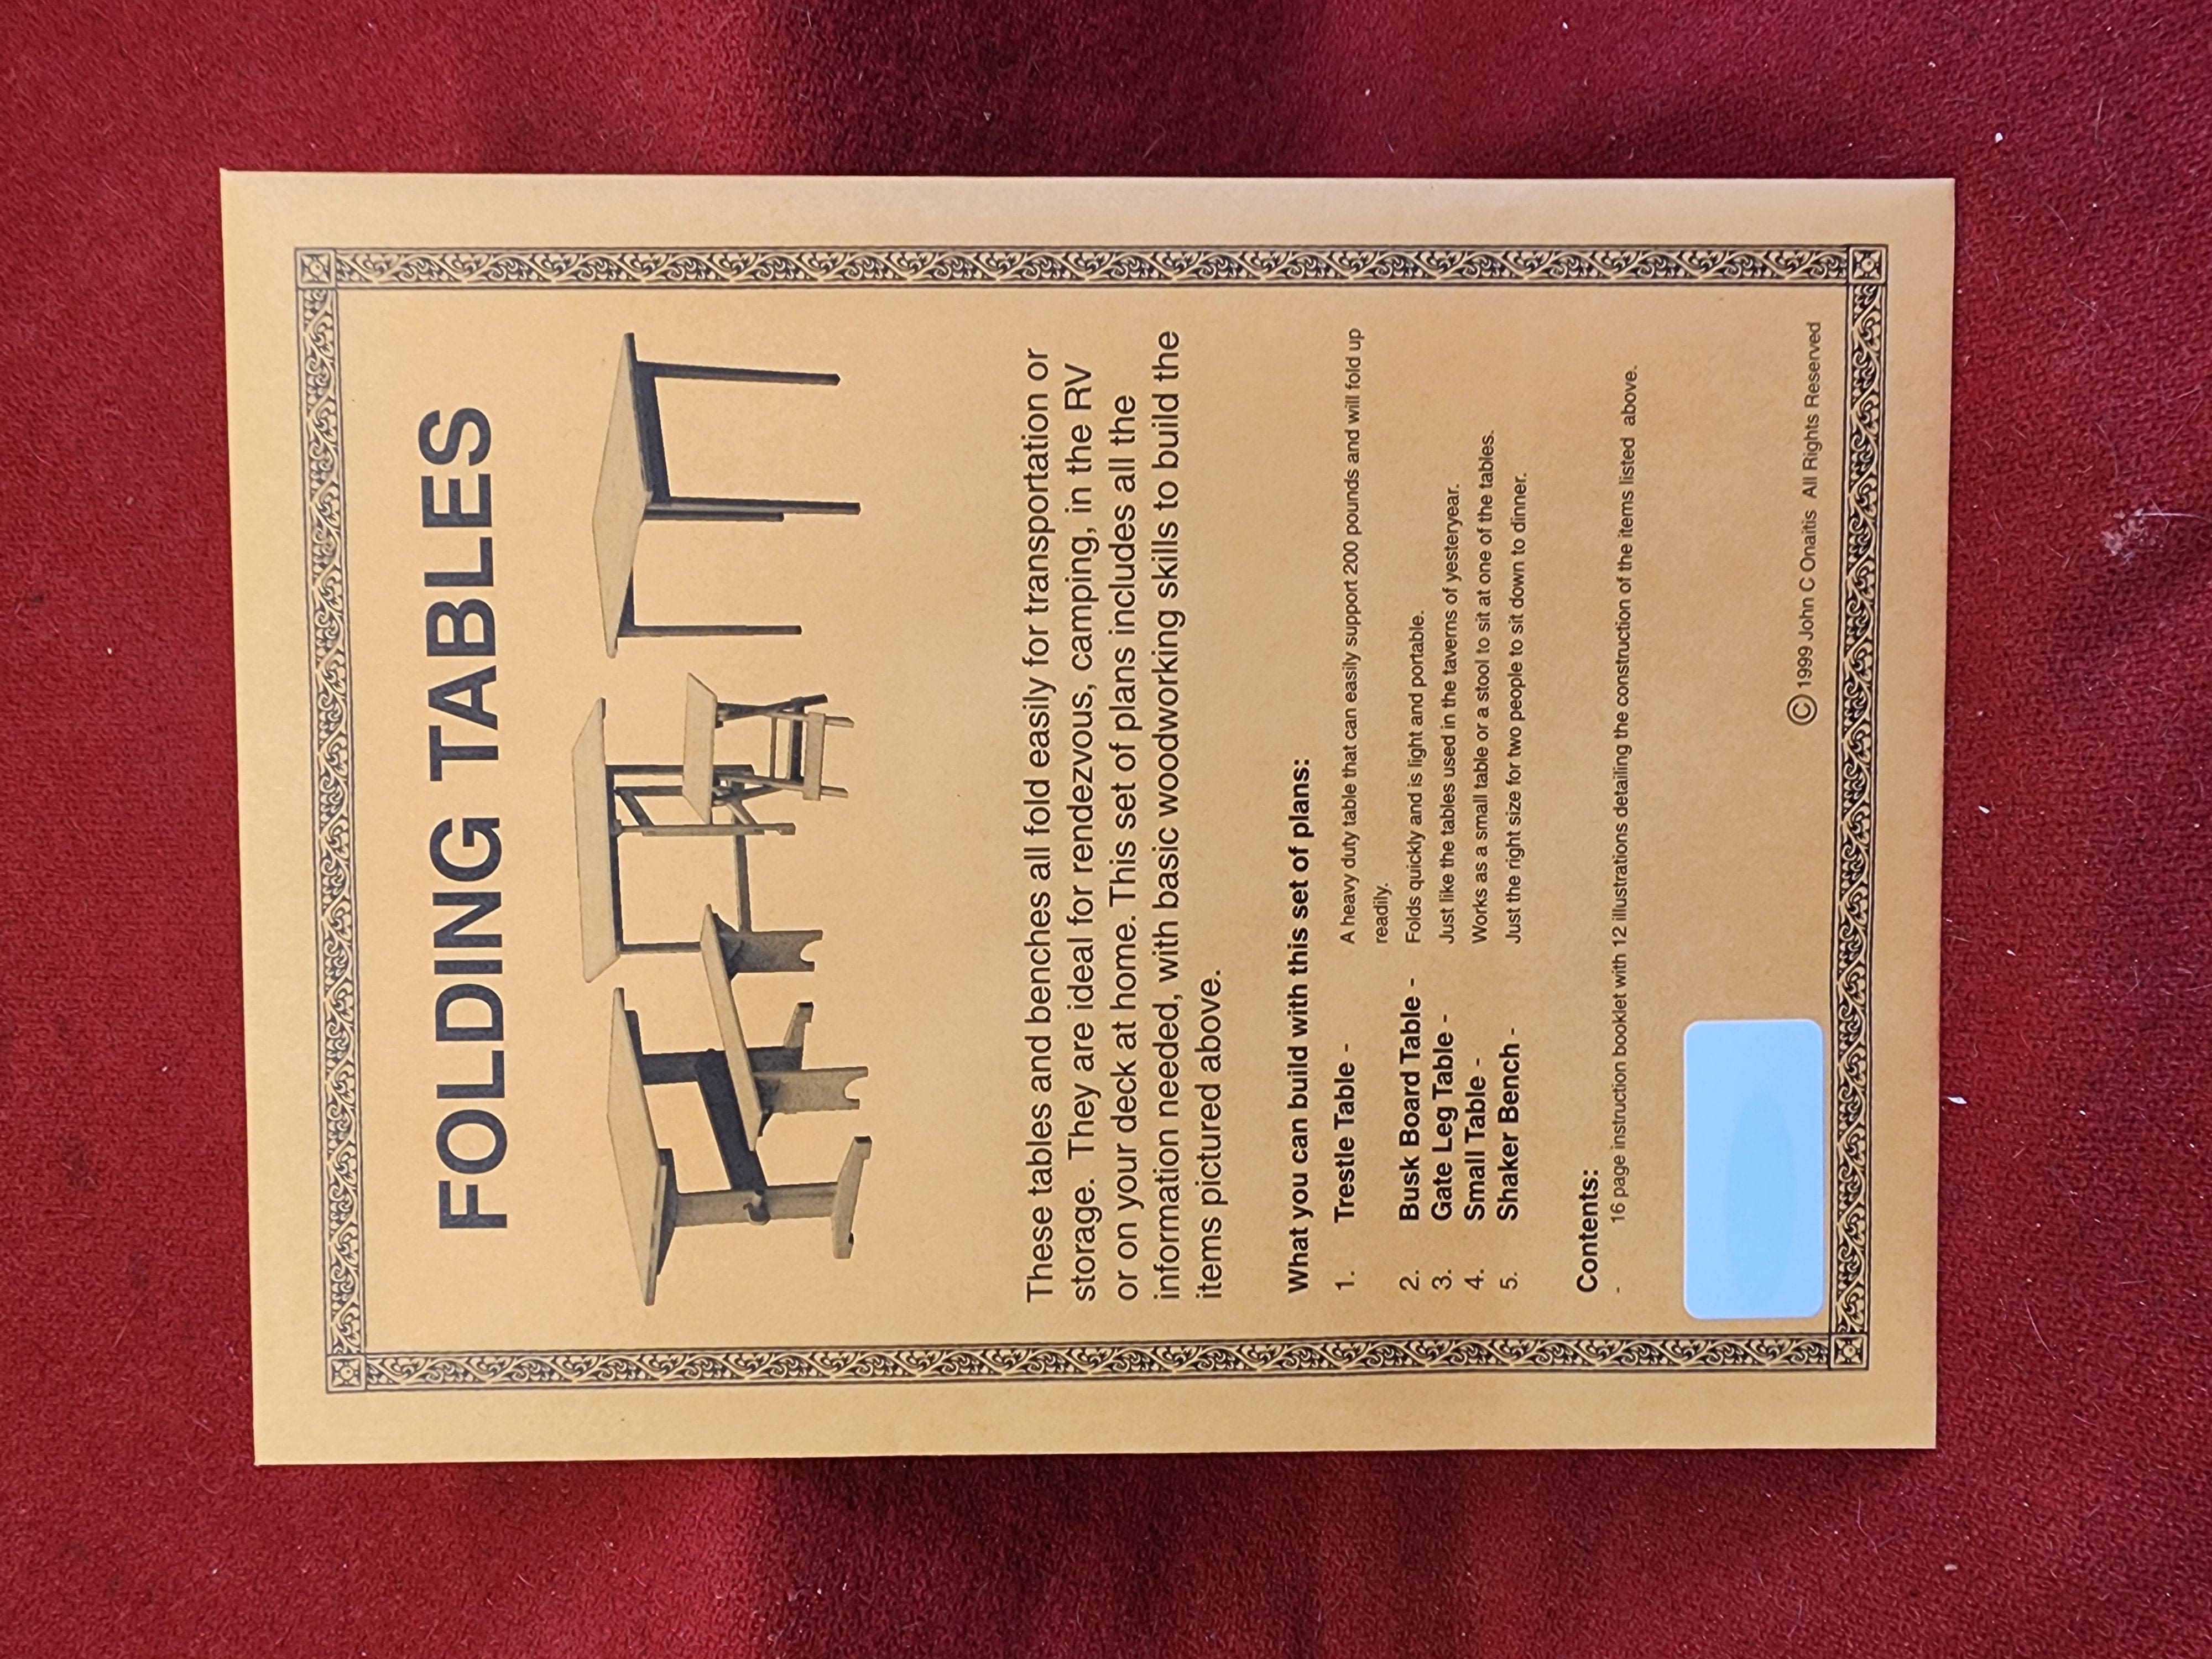 FOLDING TABLES
These tables and benches all fold easily for transportation or
storage. They are ideal for rendezvous, camping, in the RV
or on your deck at home. This set of plans includes all the
information needed, with basic woodworking skills to build the
items pictured above.
What you can build with this set of plans:
1. Trestle Table - A heavy duty table that can easily support 200 pounds and will fold up
readily.
2. Busk Board Table - Folds quickly and is light and portable.
3. Gate Leg Table - Just like the tables used in the taverns of yesteryear.
4. Small Table - Works as a small table or a stool to sit at one of the tables.
5. Shaker Bench - Just the right size for two people to sit down to dinner.
Contents:
- 16 page instruction booklet with 12 illustrations detailing the construction of the items listed above.
© 1999 John C Onaitis All Rights Reserved